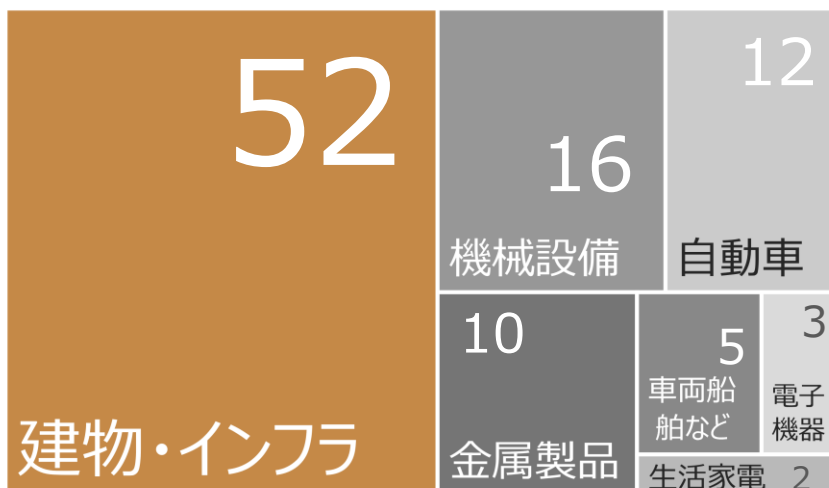 52
建物・インフラ
16
機械設備
12
自動車
10
金属製品
5
車両船
舶など
3
電子
機器
生活家電 2